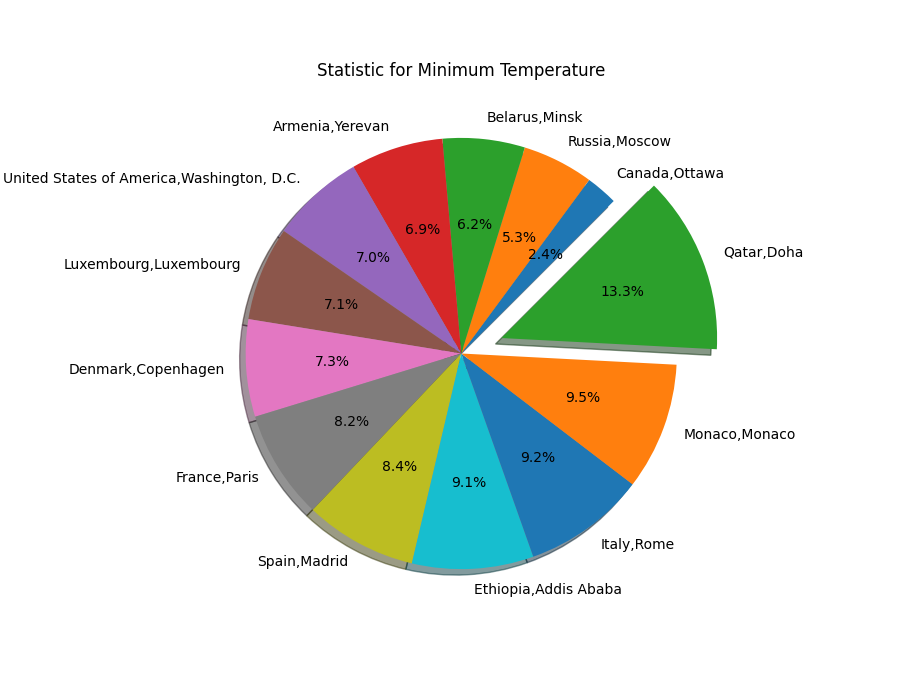 Statistic for Minimum Temperature
Belarus,Minsk
Armenia,Yerevan
Russia,Moscow
Canada,Ottawa
United States of America,Washington, D.C.
6.2%
6.9%
5.3%
2.4%
Qatar,Doha
7.0%
Luxembourg,Luxembourg
13.3%
7.1%
7.3%
Denmark,Copenhagen
9.5%
8.2%
Monaco,Monaco
9.2%
8.4%
France,Paris
9.1%
Italy,Rome
Spain,Madrid
Ethiopia,Addis Ababa